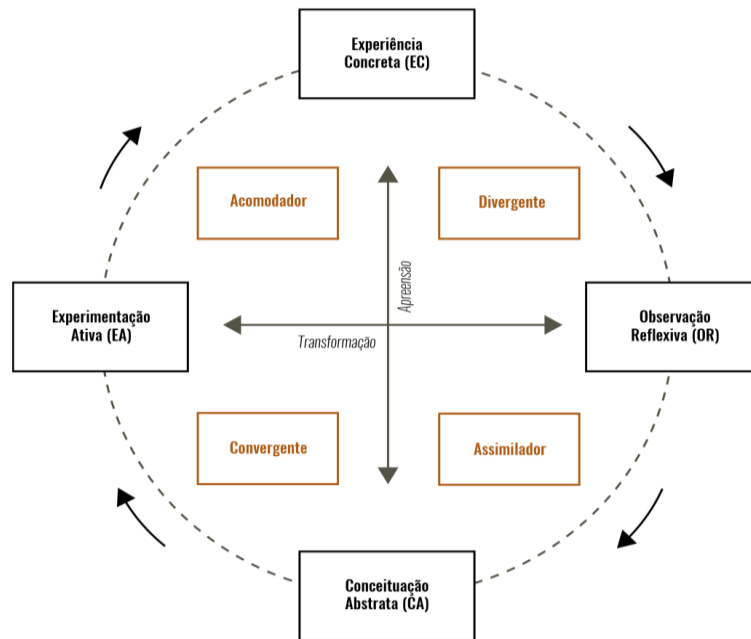 Experiência
Concreta (EC)
Acomodador
Divergente
Apreensão
Experimentação
Ativa (EA)
Observação
Reflexiva (OR)
Transformação
Convergente
Assimilador
Conceituação
Abstrata (CA)